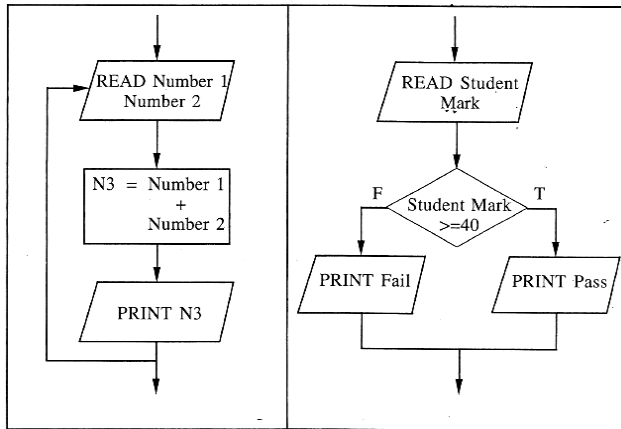 READ Number 1
Number 2
N3 = Number 1
+
Number 2
PRINT N3
READ Student
Mark
F
T
Student Mark
>=40
PRINT Fail
PRINT Pass